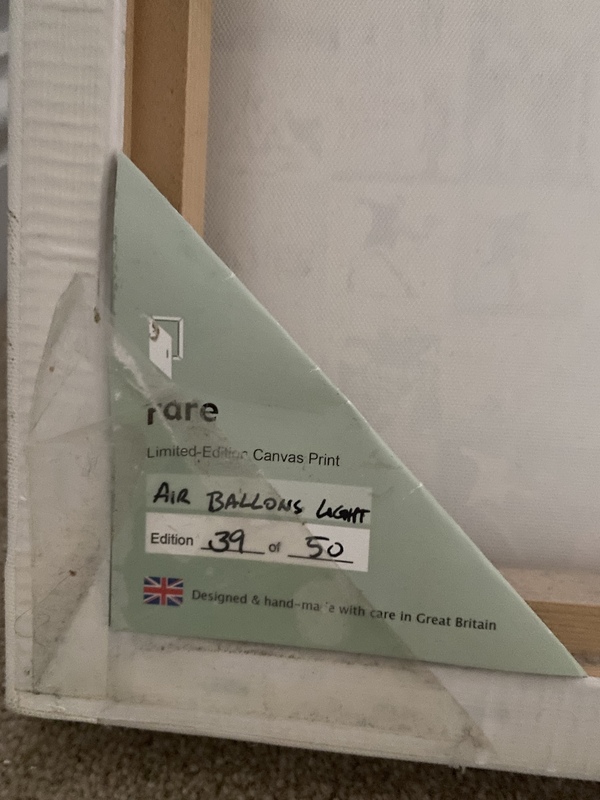 rare
Limited-Edition Canvas Print
AIR BALLONS LIGHT
Edition 39 of 50
Designed & hand-made with care in Great Britain